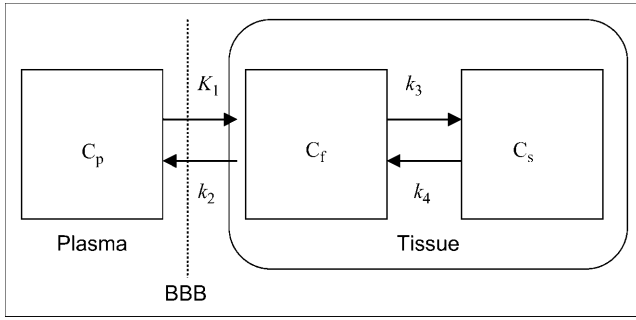 K1
k3
Cp
Cf
Cs
k2
k4
Plasma
Tissue
BBB